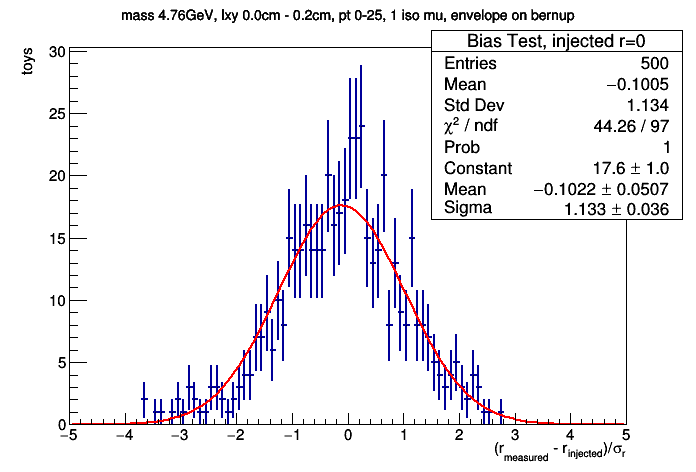 mass 4.76GeV, lxy 0.0cm - 0.2cm, pt 0-25, 1 iso mu, envelope on bernup
Bias Test, injected r=0
Entries 500
Mean −0.1005
Std Dev 1.134
χ² / ndf 44.26 / 97
Prob 1
Constant 17.6 ± 1.0
Mean −0.1022 ± 0.0507
Sigma 1.133 ± 0.036
toys
30
25
20
15
10
5
0
−5 −4 −3 −2 −1 0 1 2 3 4 5
(r_measured - r_injected)/σ_r